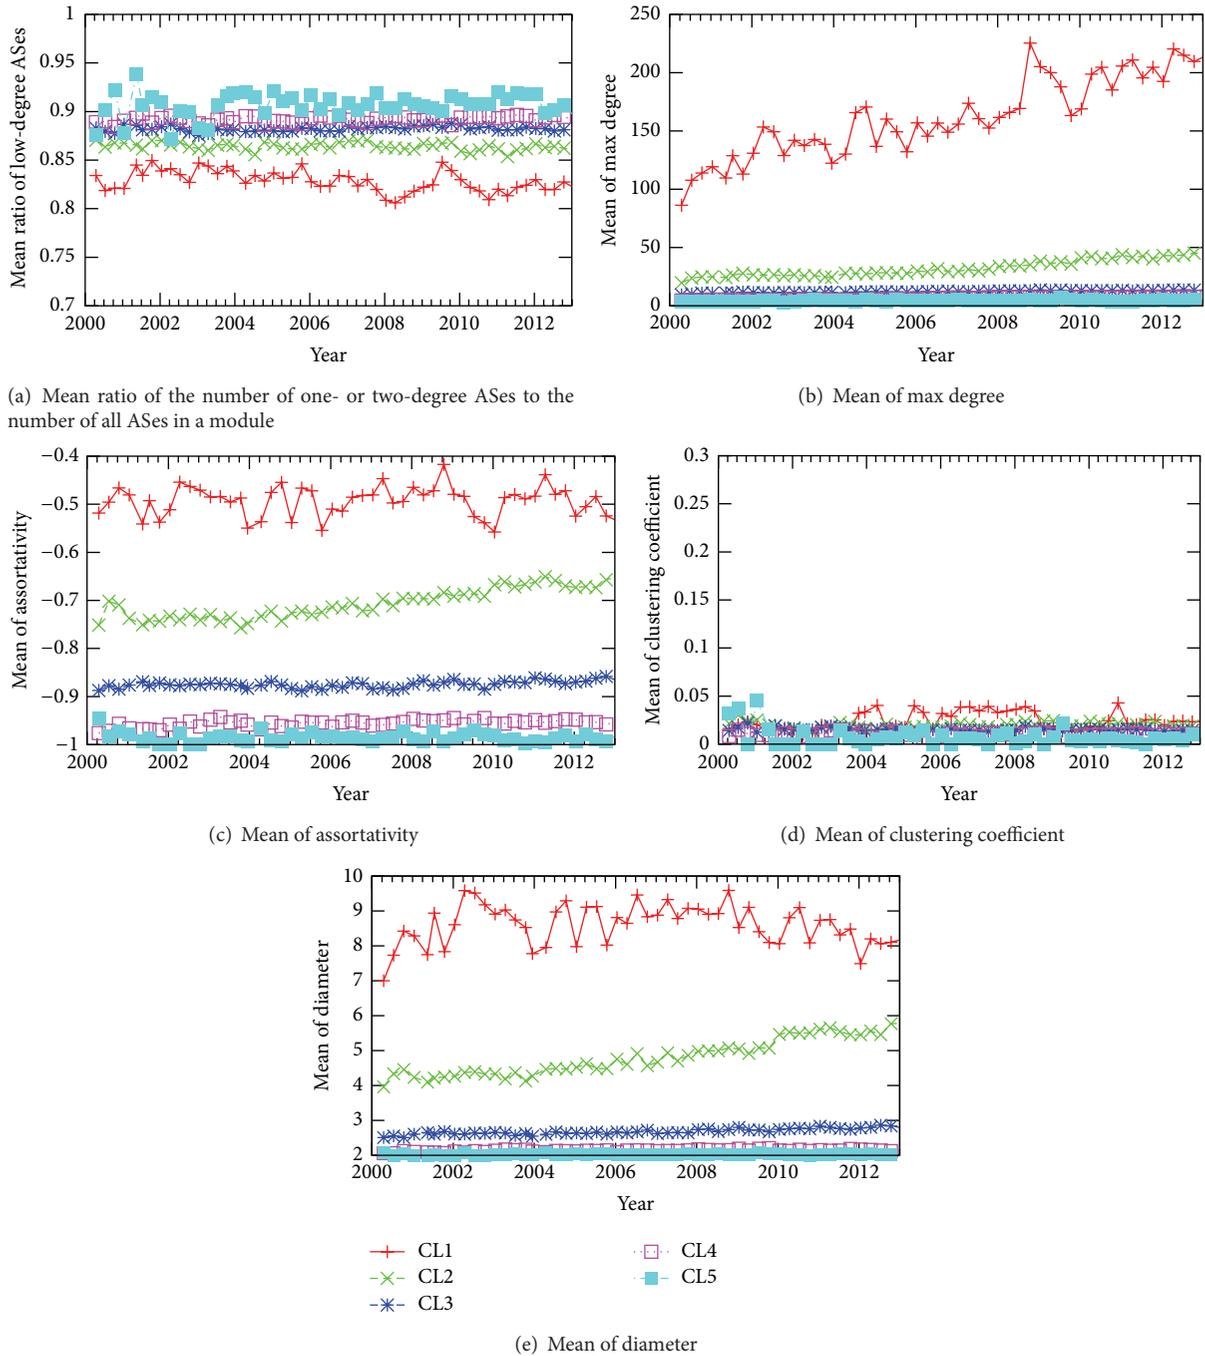 1
0.95
0.9
0.85
0.8
0.75
0.7
Mean ratio of low-degree ASes
2000 2002 2004 2006 2008 2010 2012
Year
(a) Mean ratio of the number of one- or two-degree ASes to the
number of all ASes in a module
250
200
150
100
50
0
Mean of max degree
2000 2002 2004 2006 2008 2010 2012
Year
(b) Mean of max degree
−0.4
−0.5
−0.6
−0.7
−0.8
−0.9
−1
Mean of assortativity
2000 2002 2004 2006 2008 2010 2012
Year
(c) Mean of assortativity
0.3
0.25
0.2
0.15
0.1
0.05
0
Mean of clustering coefficient
2000 2002 2004 2006 2008 2010 2012
Year
(d) Mean of clustering coefficient
10
9
8
7
6
5
4
3
2
Mean of diameter
2000 2002 2004 2006 2008 2010 2012
Year
CL1
CL2
CL3
CL4
CL5
(e) Mean of diameter